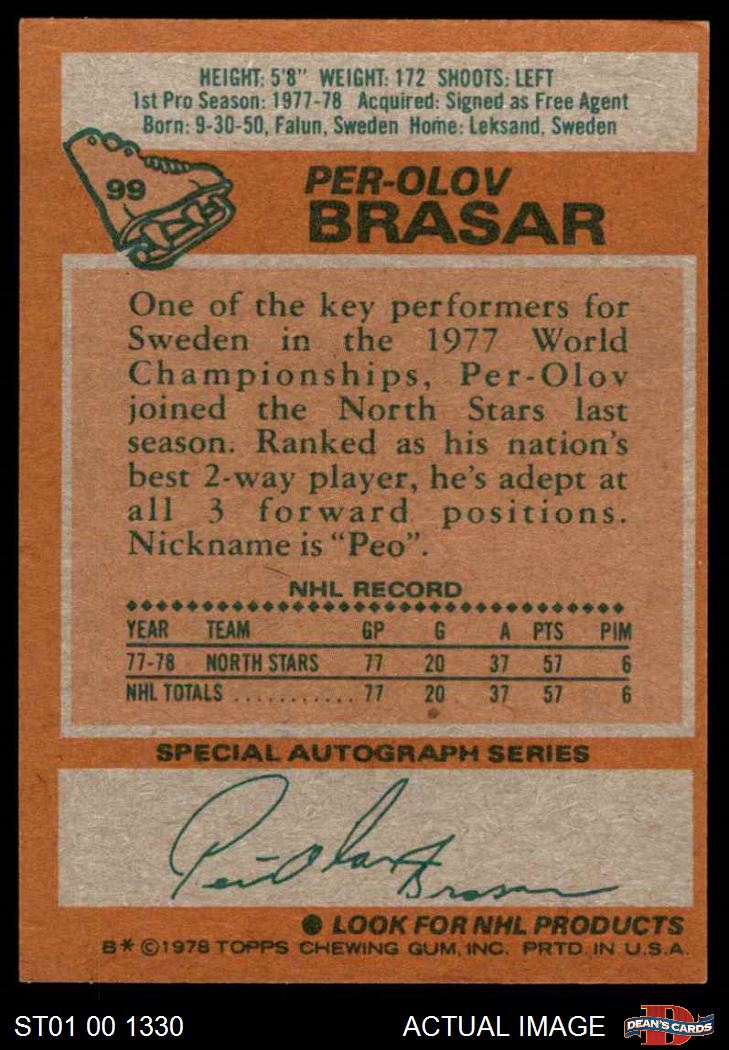 HEIGHT: 5'8" WEIGHT: 172 SHOOTS: LEFT
1st Pro Season: 1977-78 Acquired: Signed as Free Agent
Born: 9-30-50, Falun, Sweden Home: Leksand, Sweden
99
PER-OLOV
BRASAR
One of the key performers for
Sweden in the 1977 World
Championships, Per-Olov
joined the North Stars last
season. Ranked as his nation's
best 2-way player, he's adept at
all 3 forward positions.
Nickname is "Peo".
NHL RECORD
YEAR TEAM GP G A PTS PIM
77-78 NORTH STARS 77 20 37 57 6
NHL TOTALS ............ 77 20 37 57 6
SPECIAL AUTOGRAPH SERIES
Per Olov Brasar
● LOOK FOR NHL PRODUCTS
B* ©1978 TOPPS CHEWING GUM, INC. PRTD. IN U.S.A.
ST01 00 1330 ACTUAL IMAGE DEAN'S CARDS